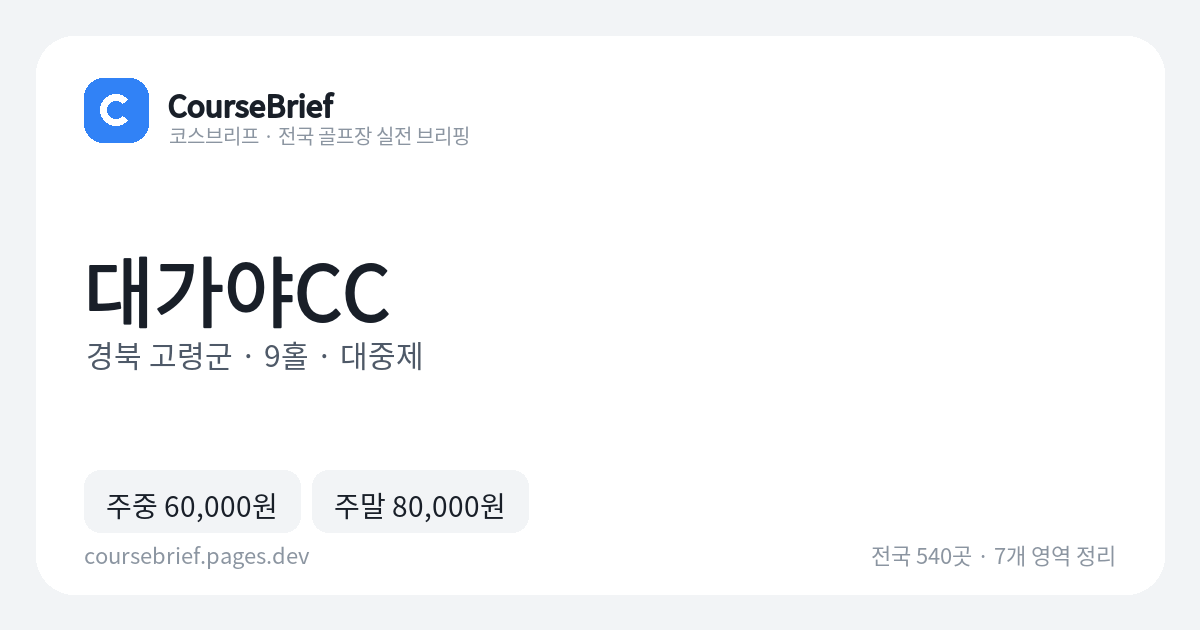 C
CourseBrief
코스브리프 · 전국 골프장 실전 브리핑
대가야CC
경북 고령군 · 9홀 · 대중제
주중 60,000원 주말 80,000원
coursebrief.pages.dev 전국 540곳 · 7개 영역 정리